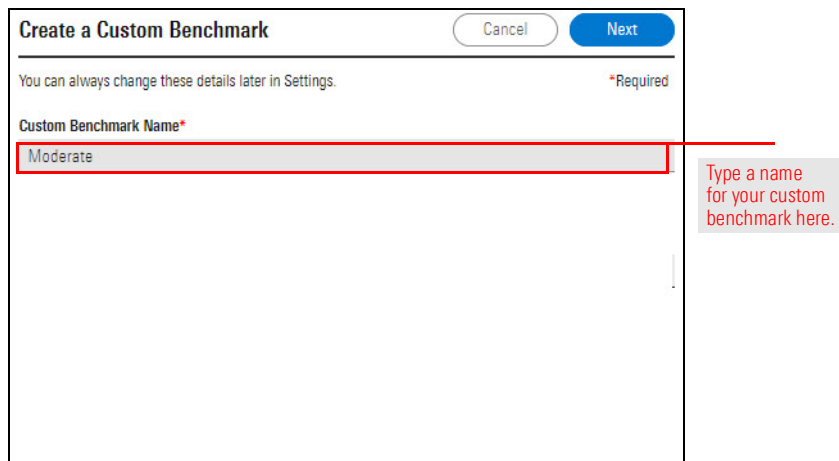 Create a Custom Benchmark
Cancel
Next
You can always change these details later in Settings.
*Required
Custom Benchmark Name*
Moderate
Type a name
for your custom
benchmark here.